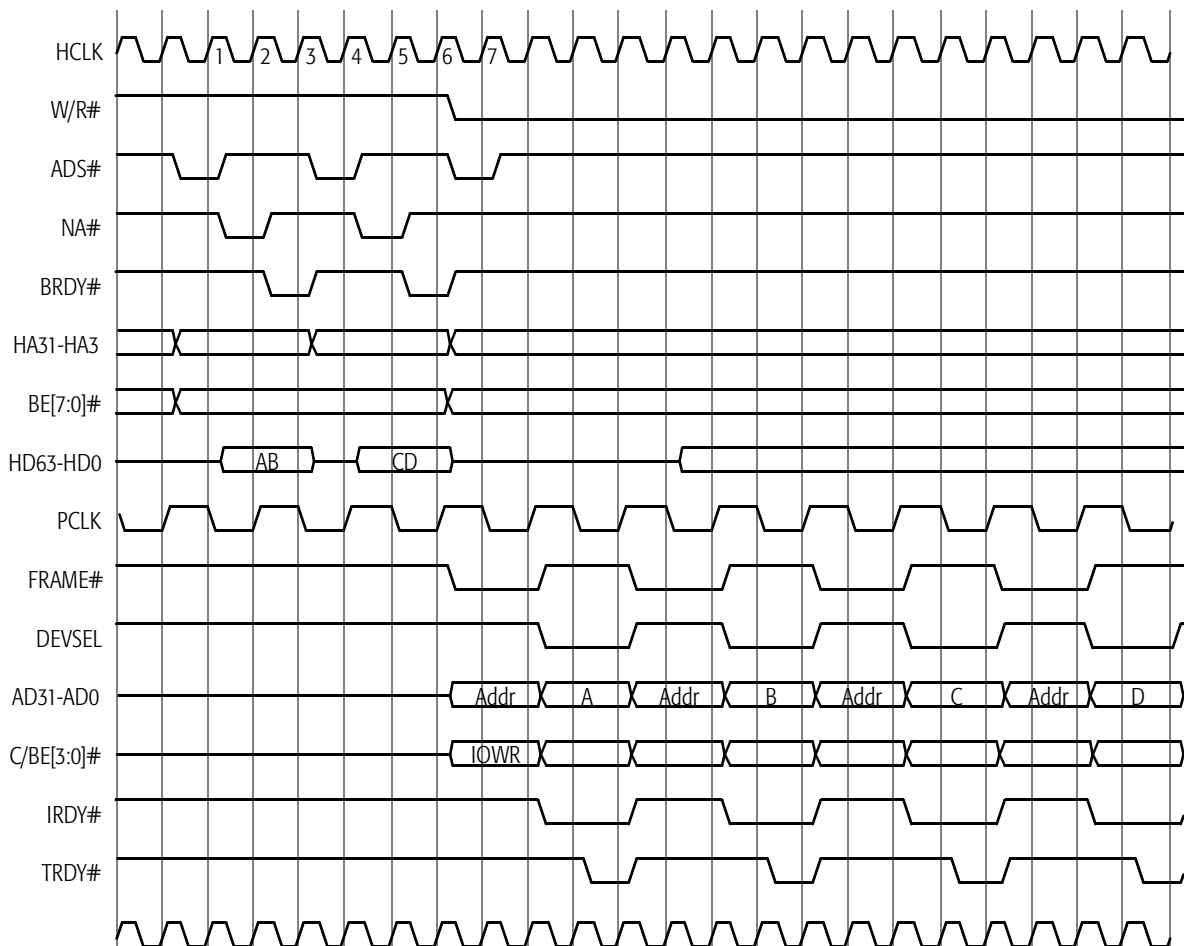 HCLK 1 2 3 4 5 6 7
W/R#
ADS#
NA#
BRDY#
HA31-HA3
BE[7:0]#
HD63-HD0 AB CD
PCLK
FRAME#
DEVSEL
AD31-AD0 Addr A Addr B Addr C Addr D
C/BE[3:0]# IOWR
IRDY#
TRDY#